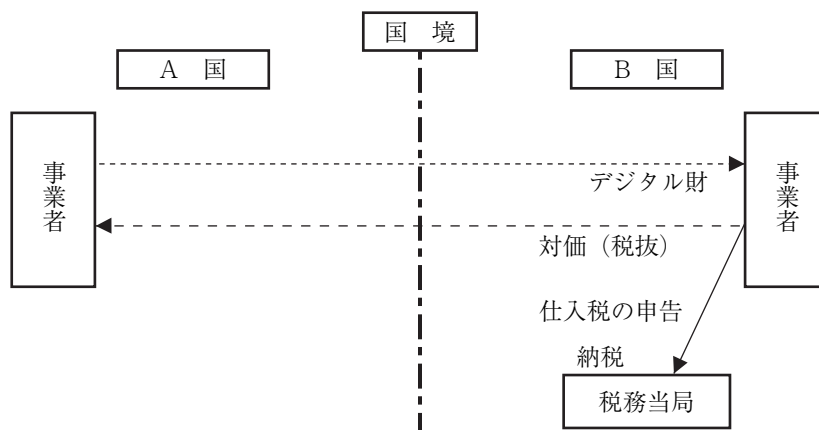 国 境
A 国
B 国
事業者
事業者
デジタル財
対価（税抜）
仕入税の申告
納税
税務当局